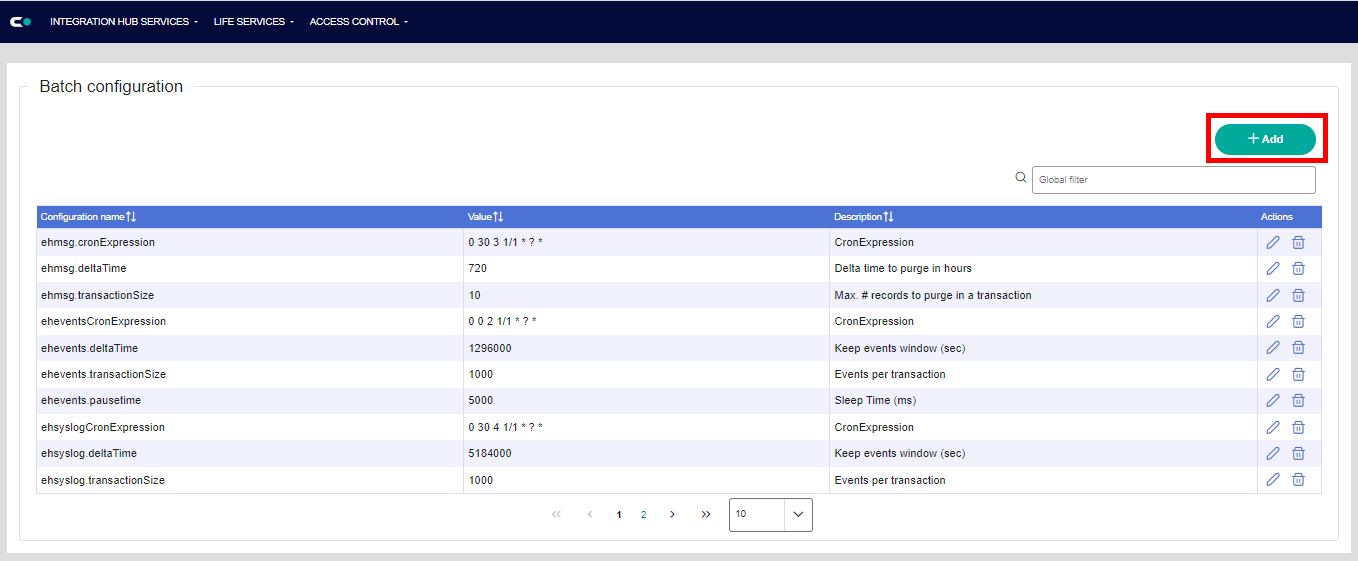 INTEGRATION HUB SERVICES LIFE SERVICES ACCESS CONTROL
Batch configuration
+ Add
Global filter
Configuration name Value Description Actions
ehmsg.cronExpression 0 30 3 1/1 * ? * CronExpression
ehmsg.deltaTime 720 Delta time to purge in hours
ehmsg.transactionSize 10 Max. # records to purge in a transaction
eheventsCronExpression 0 0 2 1/1 * ? * CronExpression
ehevents.deltaTime 1296000 Keep events window (sec)
ehevents.transactionSize 1000 Events per transaction
ehevents.pausetime 5000 Sleep Time (ms)
ehsyslogCronExpression 0 30 4 1/1 * ? * CronExpression
ehsyslog.deltaTime 5184000 Keep events window (sec)
ehsyslog.transactionSize 1000 Events per transaction
1 2 10